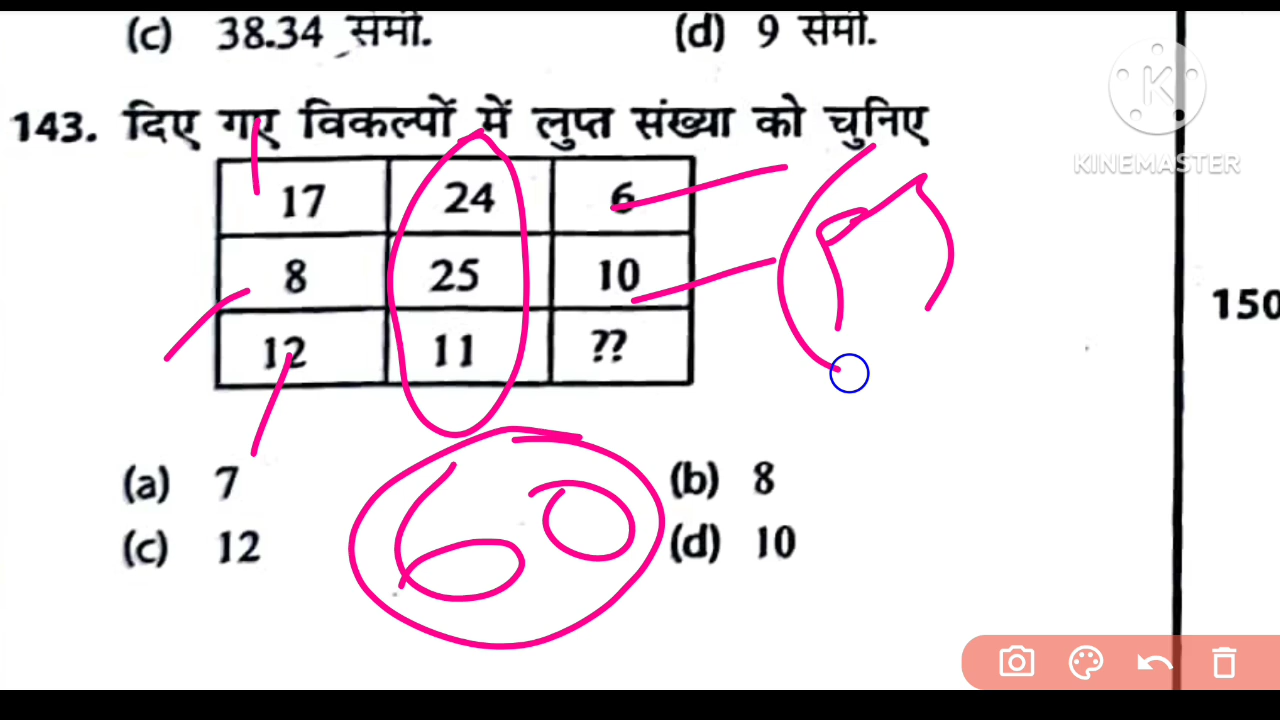 (c) 38.34 सेमी. (d) 9 सेमी.
KINEMASTER
143. दिए गए विकल्पों में लुप्त संख्या को चुनिए
17 24 6
8 25 10
12 11 ??
150
(a) 7 (b) 8
60
(c) 12 (d) 10